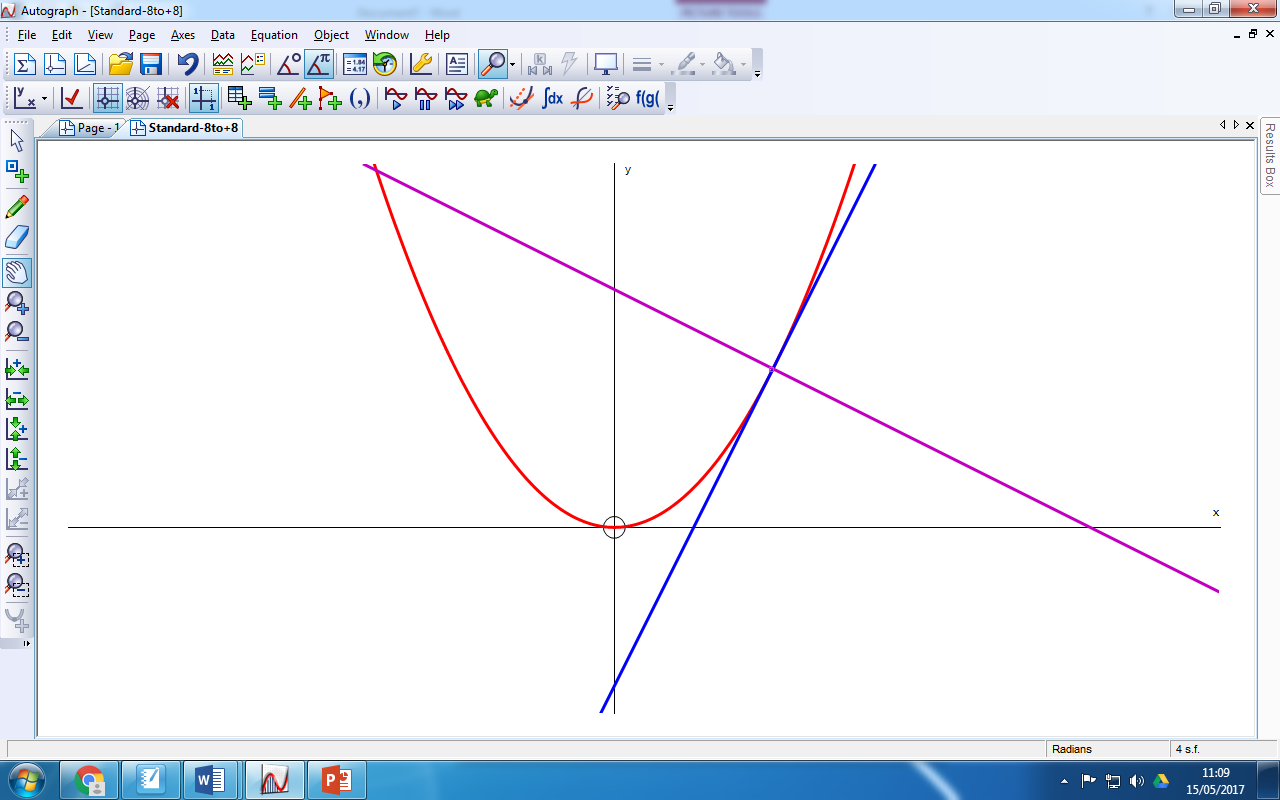 Autograph - [Standard-8to+8]
File Edit View Page Axes Data Equation Object Window Help
Page - 1 Standard-8to+8
Results Box
y
x
Radians 4 s.f.
11:09
15/05/2017